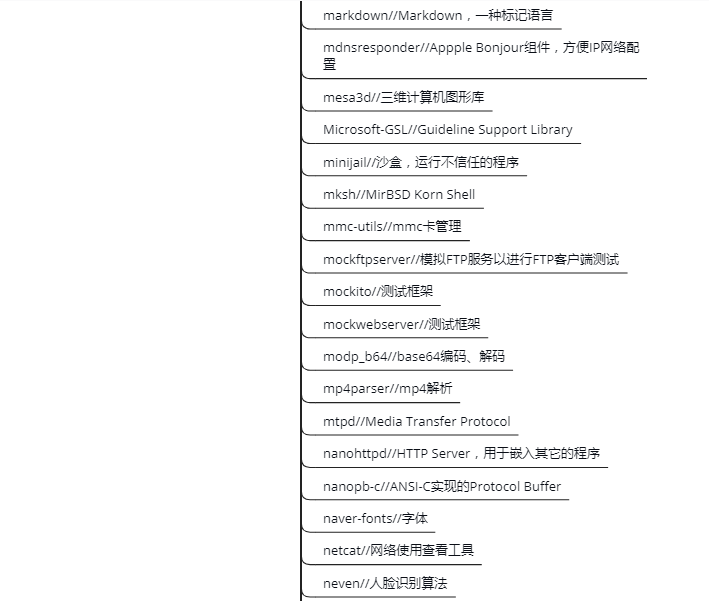 markdown//Markdown，一种标记语言
mdnsresponder//Appple Bonjour组件，方便IP网络配
置
mesa3d//三维计算机图形库
Microsoft-GSL//Guideline Support Library
minijail//沙盒，运行不信任的程序
mksh//MirBSD Korn Shell
mmc-utils//mmc卡管理
mockftpserver//模拟FTP服务以进行FTP客户端测试
mockito//测试框架
mockwebserver//测试框架
modp_b64//base64编码、解码
mp4parser//mp4解析
mtpd//Media Transfer Protocol
nanohttpd//HTTP Server，用于嵌入其它的程序
nanopb-c//ANSI-C实现的Protocol Buffer
naver-fonts//字体
netcat//网络使用查看工具
neven//人脸识别算法